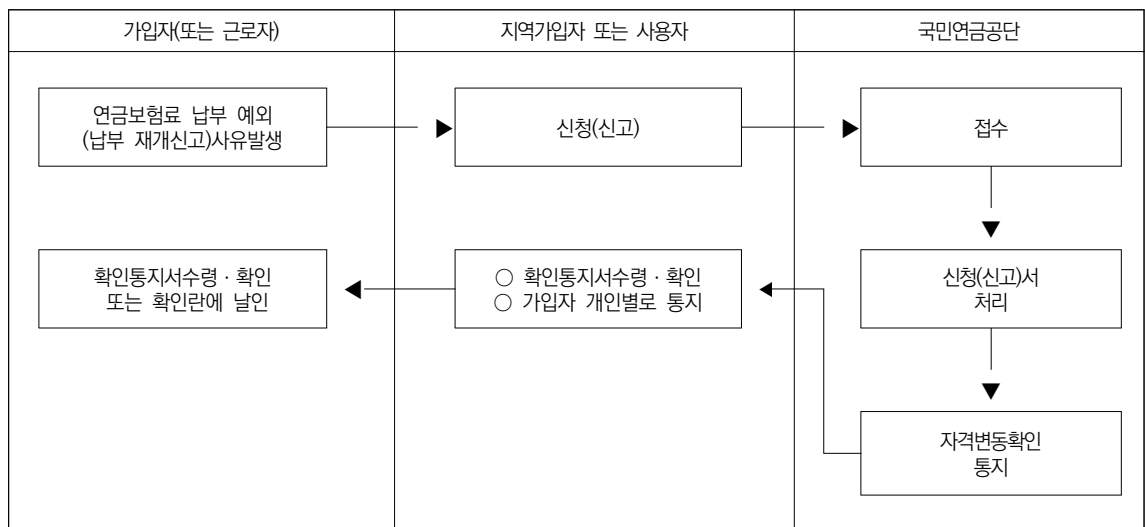 가입자(또는 근로자)
지역가입자 또는 사용자
국민연금공단
연금보험료 납부 예외
(납부 재개신고)사유발생
신청(신고)
접수
확인통지서수령 · 확인
또는 확인란에 날인
○ 확인통지서수령 · 확인
○ 가입자 개인별로 통지
신청(신고)서
처리
자격변동확인
통지